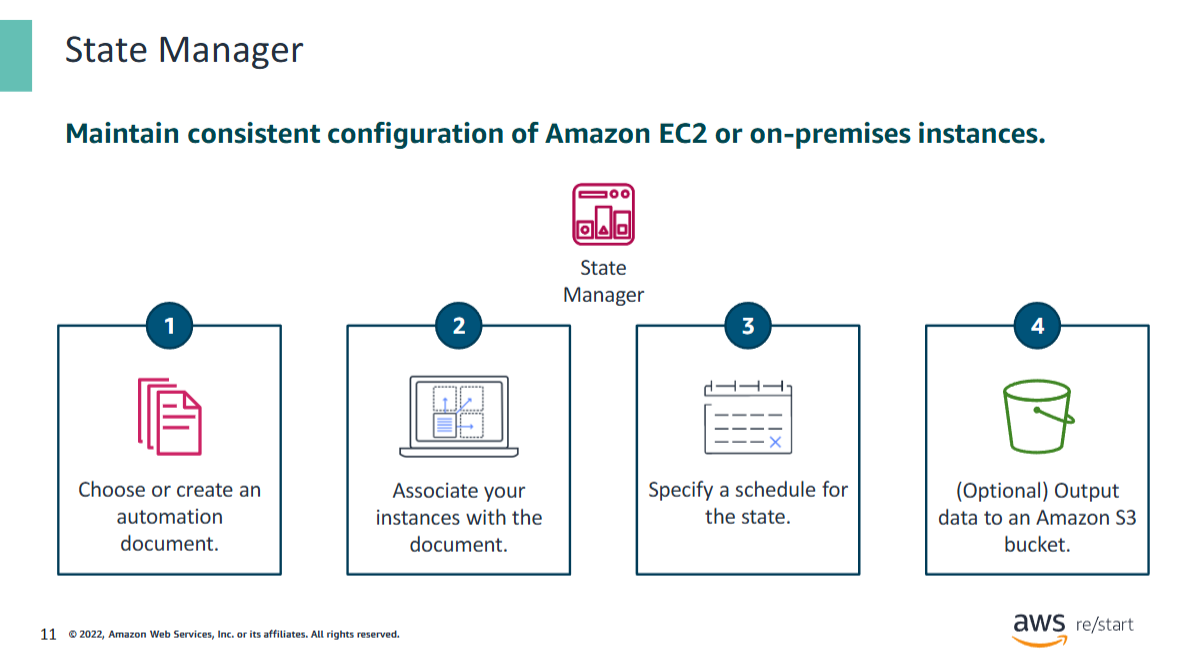 State Manager
Maintain consistent configuration of Amazon EC2 or on-premises instances.
State
Manager
1
Choose or create an
automation
document.
2
Associate your
instances with the
document.
3
Specify a schedule for
the state.
4
(Optional) Output
data to an Amazon S3
bucket.
11 © 2022, Amazon Web Services, Inc. or its affiliates. All rights reserved.
aws re/start